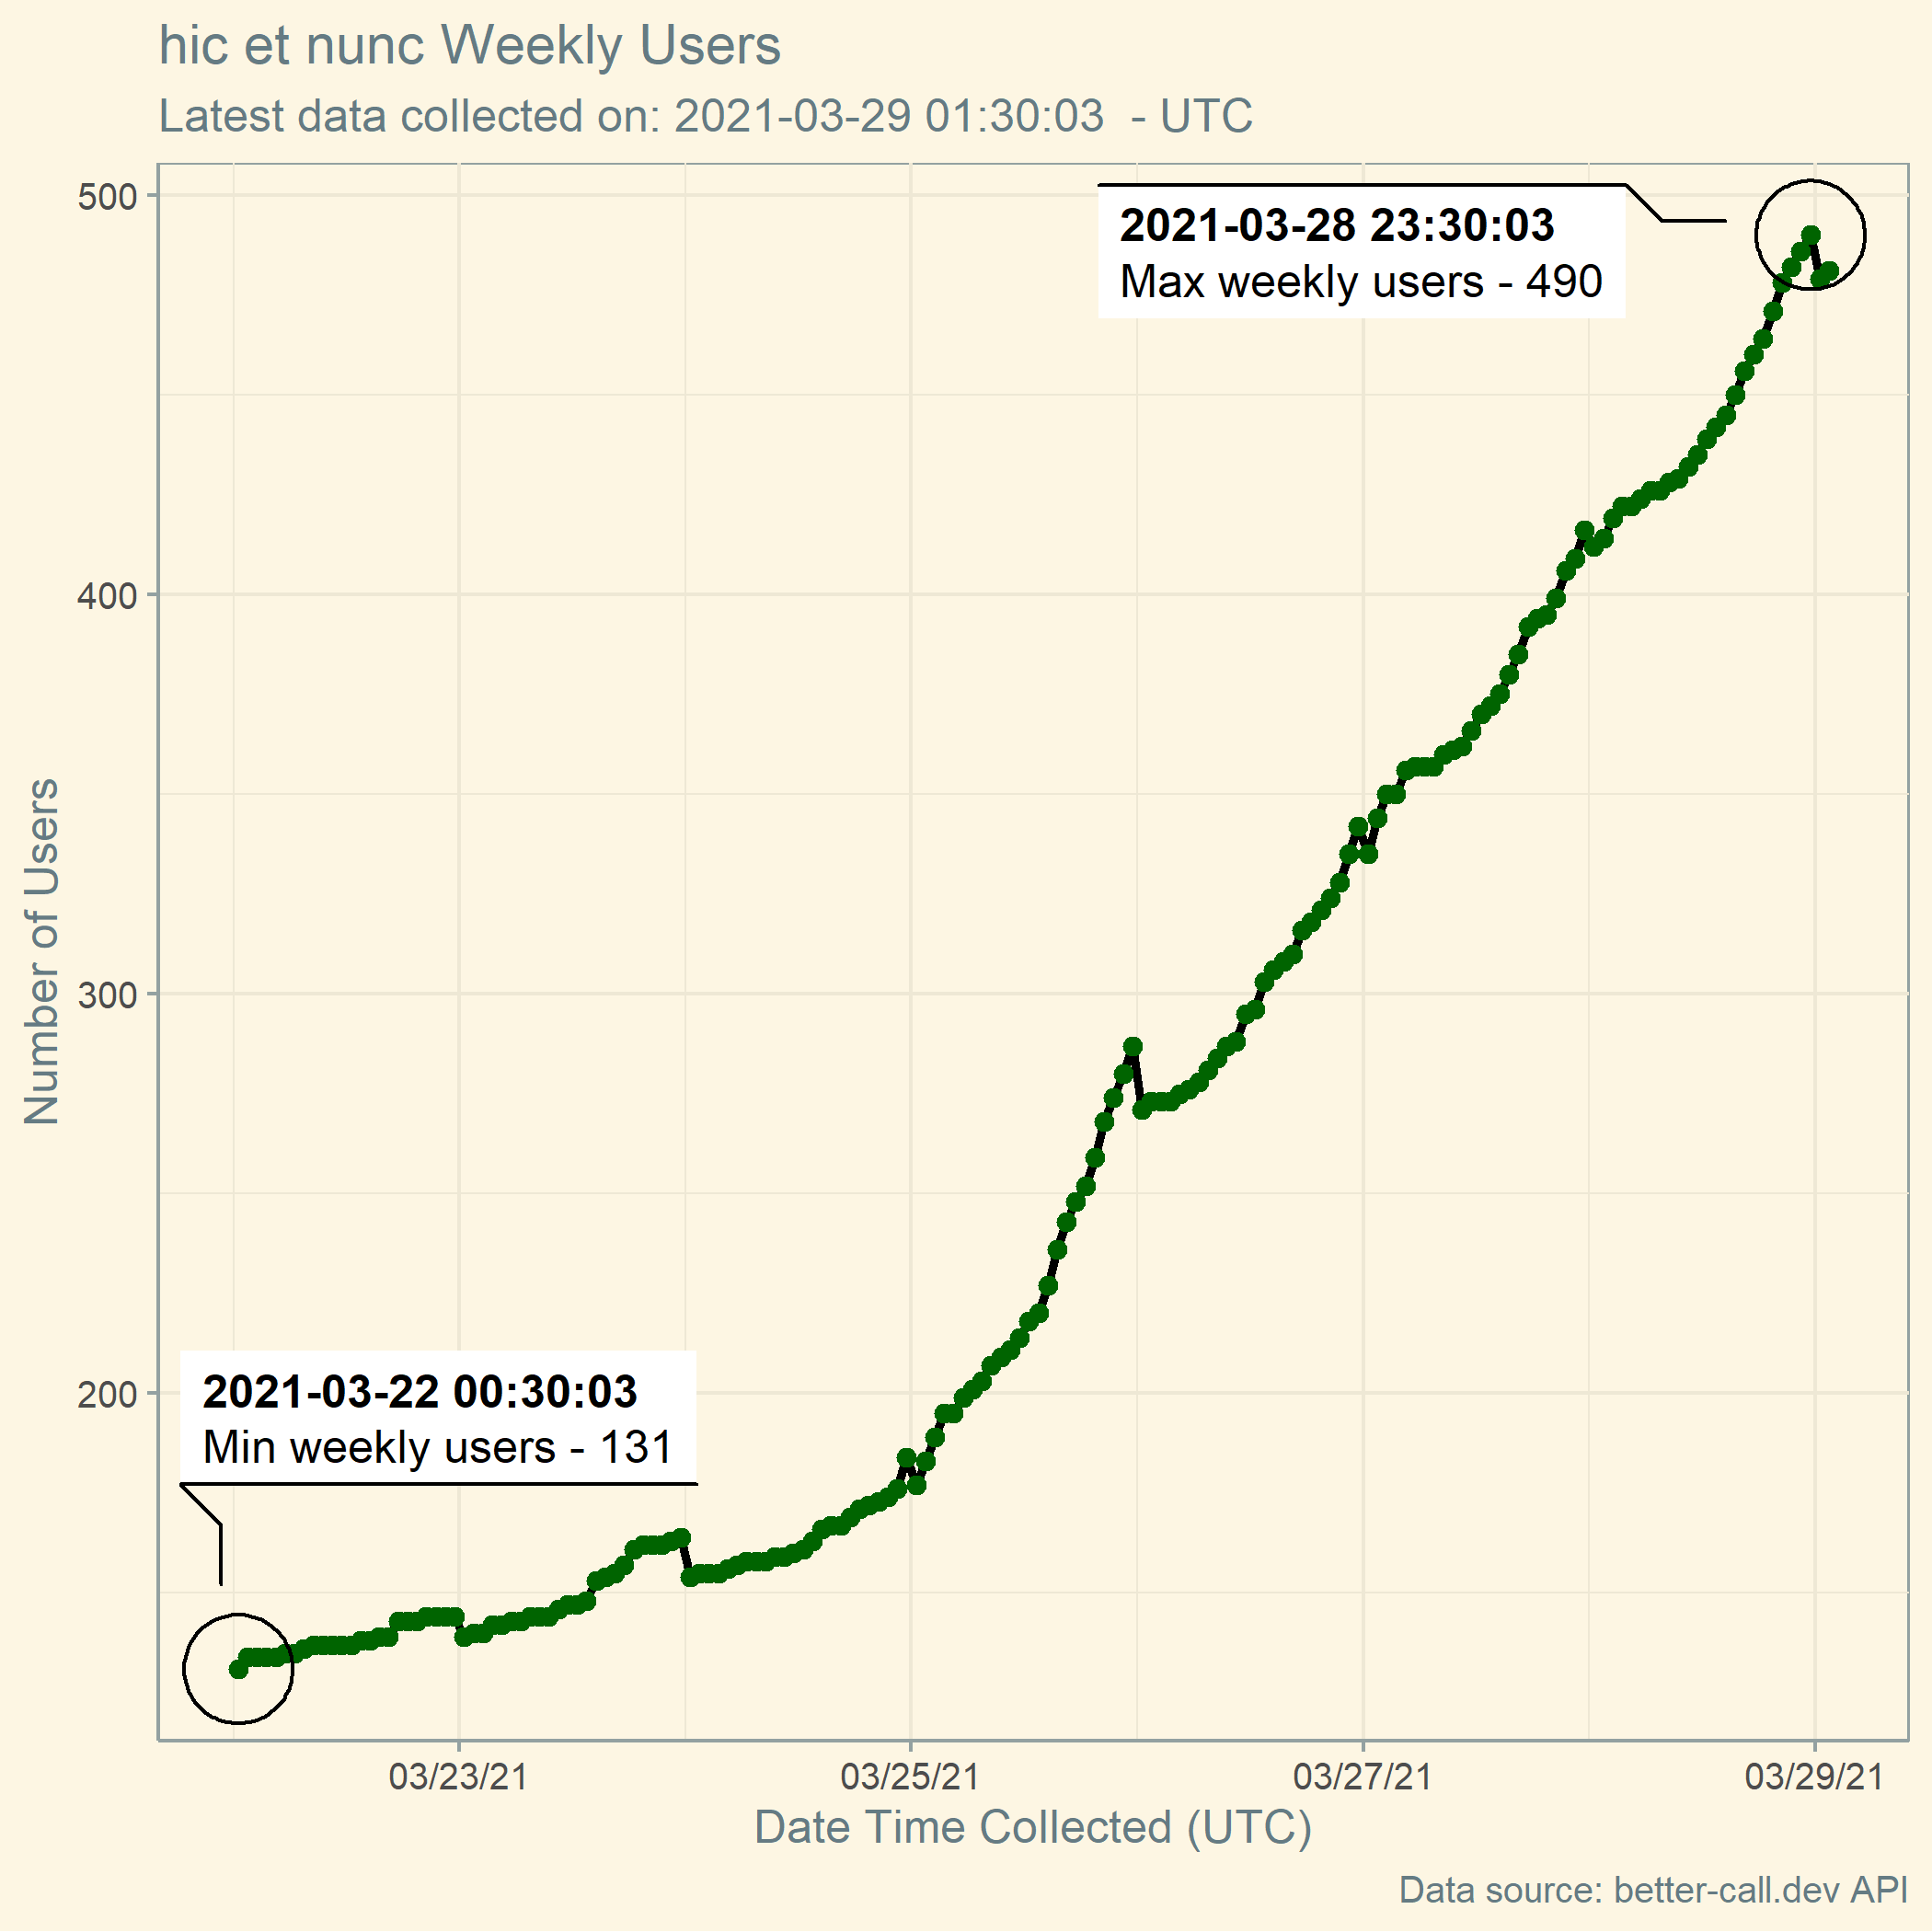 hic et nunc Weekly Users
Latest data collected on: 2021-03-29 01:30:03  - UTC
500
2021-03-28 23:30:03
Max weekly users - 490
400
Number of Users
300
200
2021-03-22 00:30:03
Min weekly users - 131
03/23/21 03/25/21 03/27/21 03/29/21
Date Time Collected (UTC)
Data source: better-call.dev API